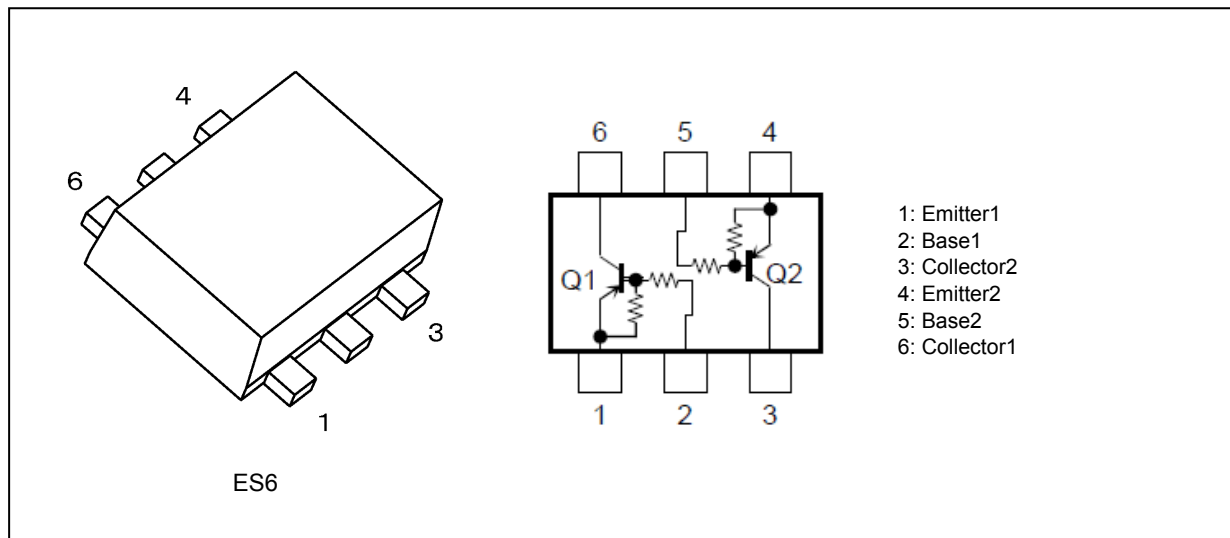 4
6
3
1
ES6
6 5 4
Q1 Q2
1 2 3
1: Emitter1
2: Base1
3: Collector2
4: Emitter2
5: Base2
6: Collector1